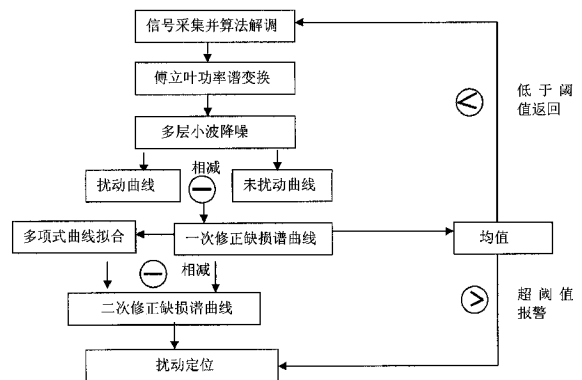 信号采集并算法解调
傅立叶功率谱变换
多层小波降噪
扰动曲线
相减
未扰动曲线
多项式曲线拟合
一次修正缺损谱曲线
均值
相减
二次修正缺损谱曲线
扰动定位
低于阈
值返回
超阈值
报警